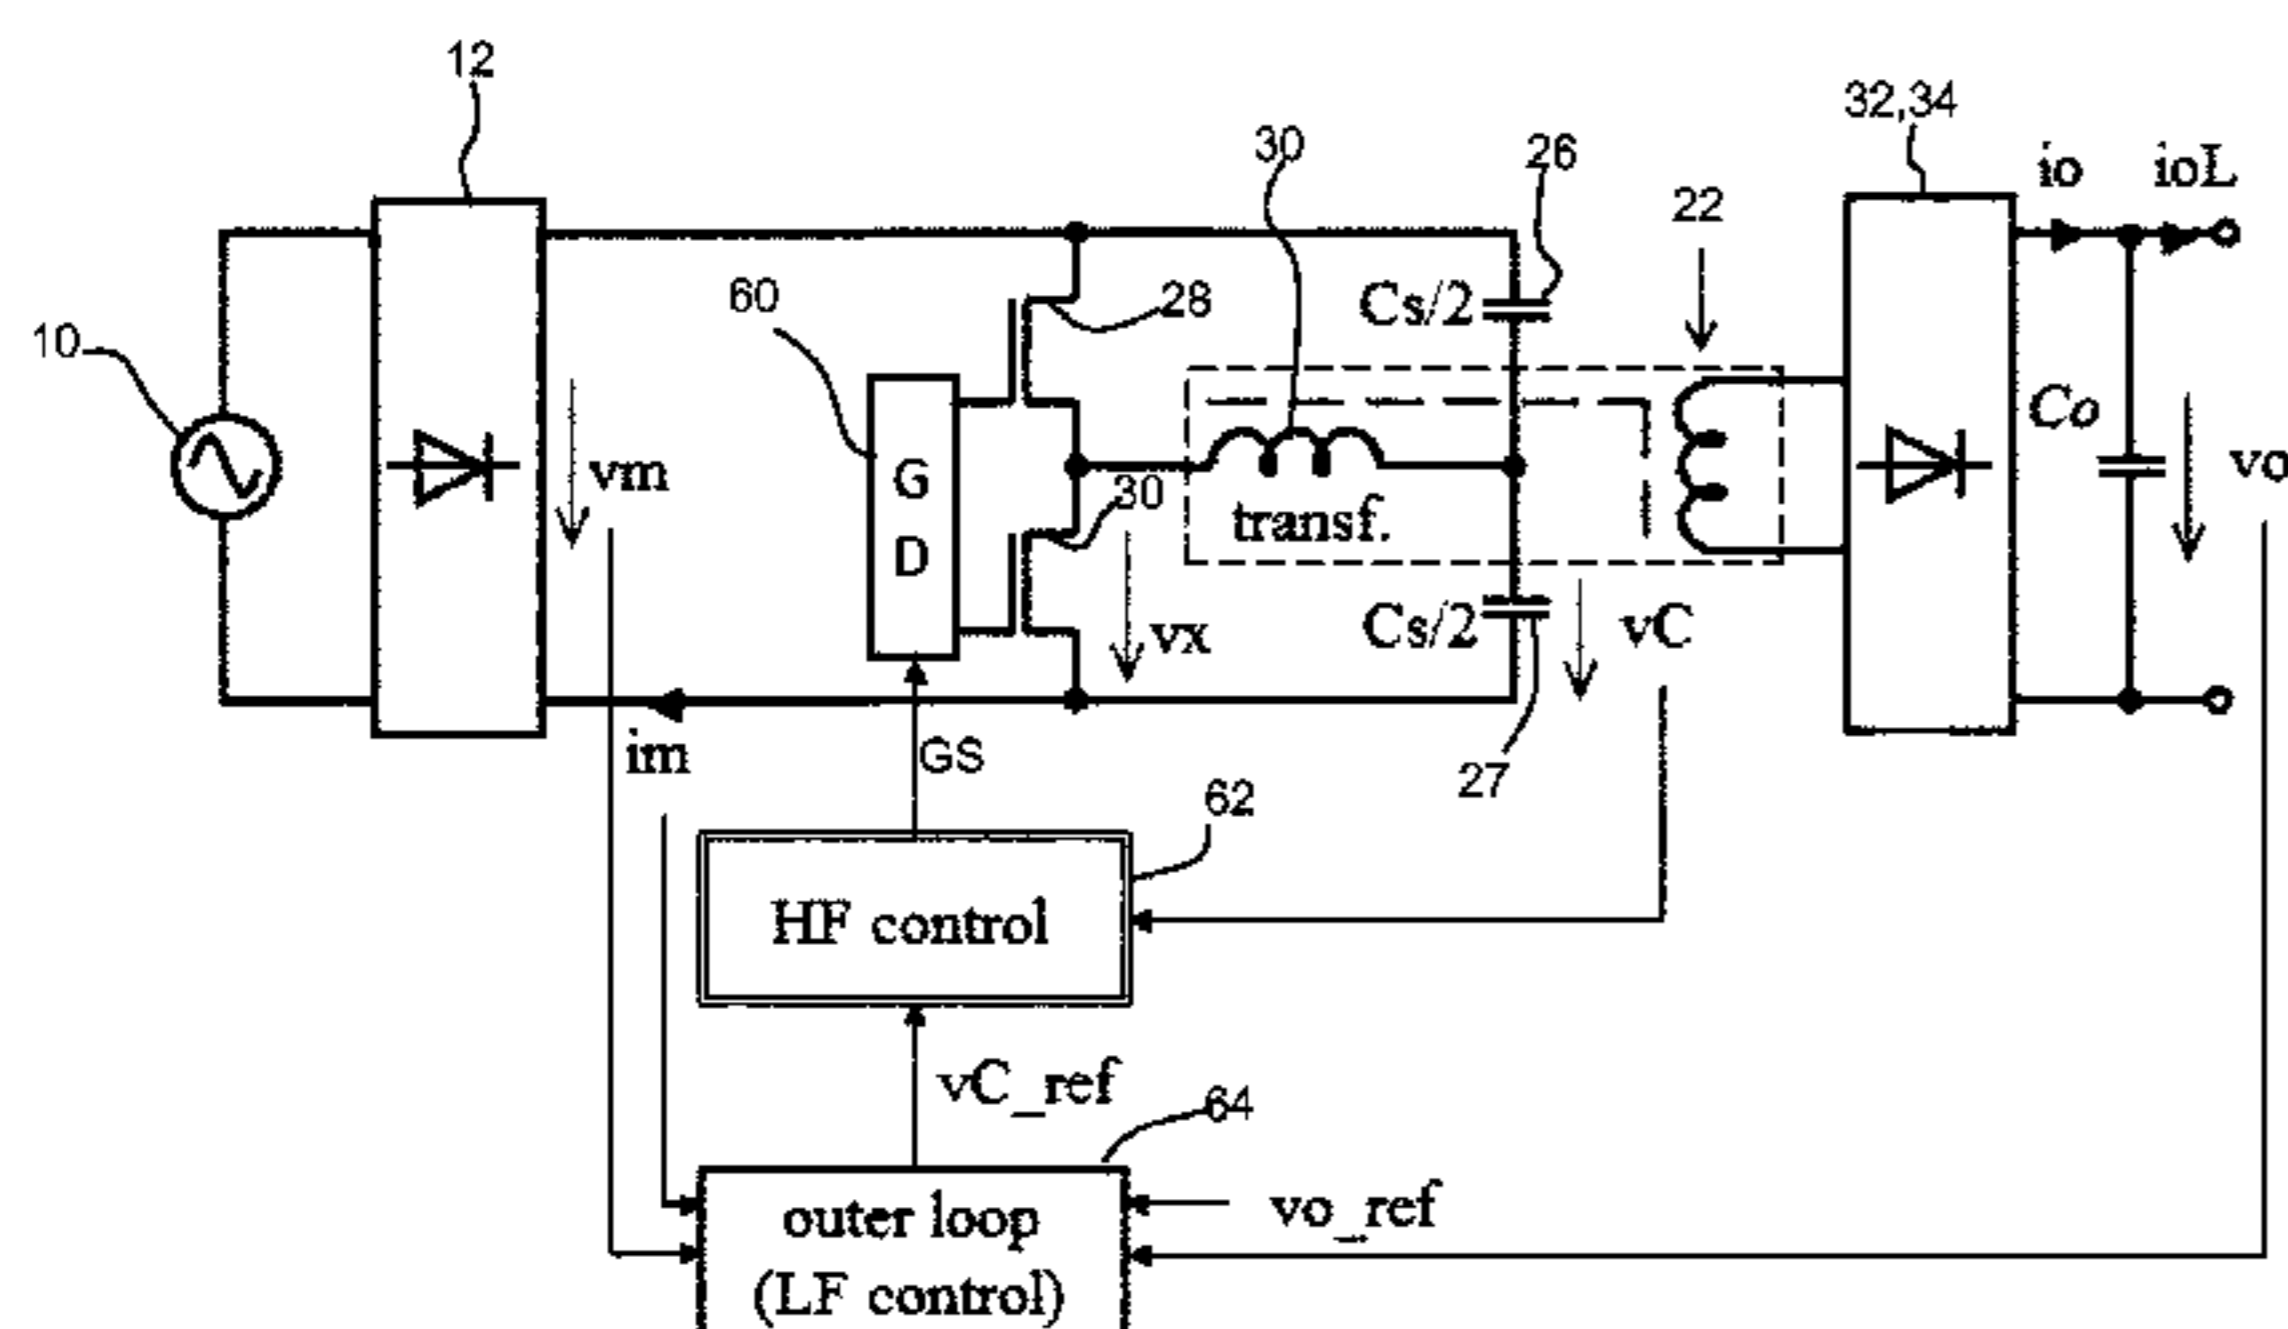 12
30
26
32,34
io
ioL
22
60
28
Cs/2
10
vm
G
D
30
transf.
Co
vo
vx
Cs/2
vC
im
GS
27
62
HF control
vC_ref
64
outer loop
(LF control)
vo_ref